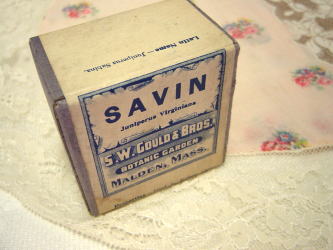 Latin Name — Juniperus Sabina.
SAVIN
Juniperus Virginiana
S. W. GOULD & BROS.
BOTANIC GARDEN
MALDEN, MASS.